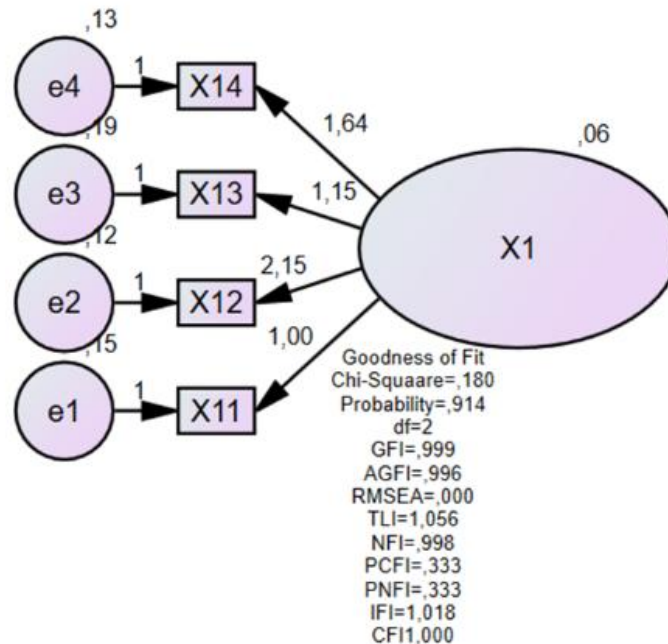 ,13
e4 1 X14
1,64
,06
,19
e3 1 X13
1,15
X1
,12
e2 1 X12
2,15
,15
e1 1 X11
1,00
Goodness of Fit
Chi-Squaare=,180
Probability=,914
df=2
GFI=,999
AGFI=,996
RMSEA=,000
TLI=1,056
NFI=,998
PCFI=,333
PNFI=,333
IFI=1,018
CFI1,000